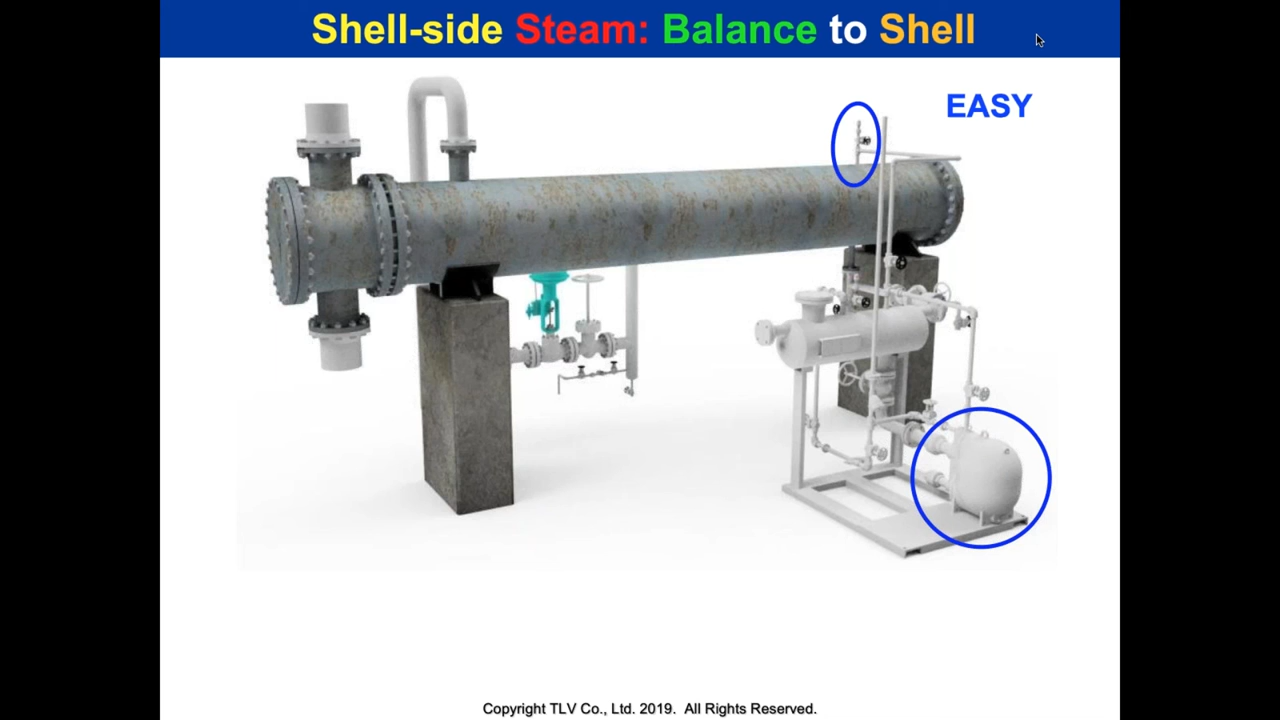 Shell-side Steam: Balance to Shell
EASY
Copyright TLV Co., Ltd. 2019.  All Rights Reserved.